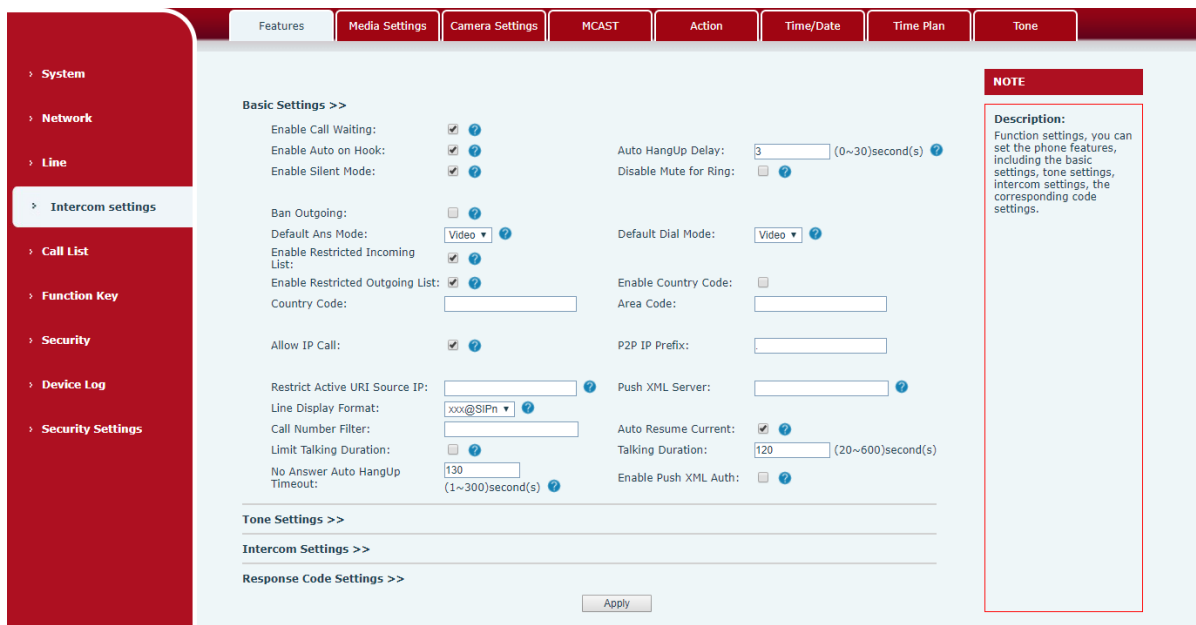 Features
Media Settings
Camera Settings
MCAST
Action
Time/Date
Time Plan
Tone
› System
› Network
› Line
› Intercom settings
› Call List
› Function Key
› Security
› Device Log
› Security Settings
Basic Settings >>
Enable Call Waiting: ?
Enable Auto on Hook: ? Auto HangUp Delay: 3 (0~30)second(s) ?
Enable Silent Mode: ? Disable Mute for Ring: ?
Ban Outgoing: ?
Default Ans Mode: Video ? Default Dial Mode: Video ?
Enable Restricted Incoming
List: ?
Enable Restricted Outgoing List: ? Enable Country Code:
Country Code: Area Code:
Allow IP Call: ? P2P IP Prefix: .
Restrict Active URI Source IP: ? Push XML Server: ?
Line Display Format: xxx@SIPn ?
Call Number Filter: Auto Resume Current: ?
Limit Talking Duration: ? Talking Duration: 120 (20~600)second(s)
No Answer Auto HangUp
Timeout: 130
(1~300)second(s) ? Enable Push XML Auth: ?
Tone Settings >>
Intercom Settings >>
Response Code Settings >>
Apply
NOTE
Description:
Function settings, you can
set the phone features,
including the basic
settings, tone settings,
intercom settings, the
corresponding code
settings.